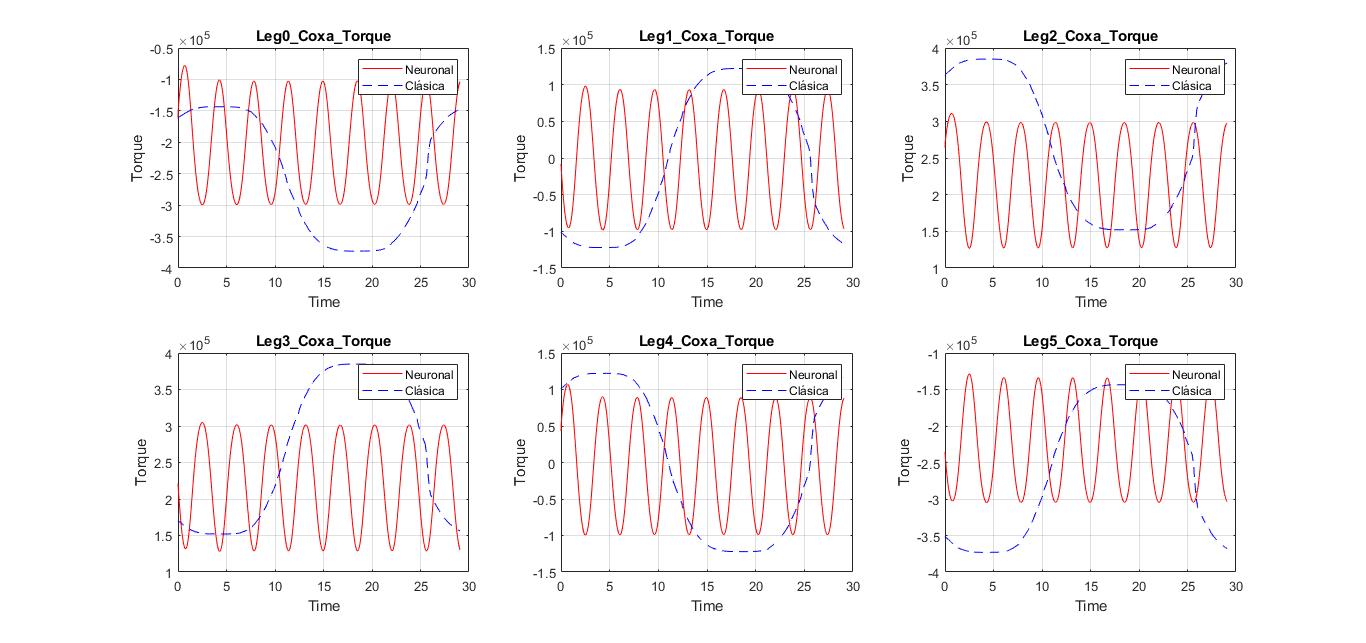 Leg0_Coxa_Torque
× 10^5
-0.5
-1
-1.5
-2
-2.5
-3
-3.5
-4
Torque
Neuronal
Clásica
0 5 10 15 20 25 30
Time
Leg1_Coxa_Torque
× 10^5
1.5
1
0.5
0
-0.5
-1
-1.5
Torque
Neuronal
Clásica
0 5 10 15 20 25 30
Time
Leg2_Coxa_Torque
× 10^5
4
3.5
3
2.5
2
1.5
1
Torque
Neuronal
Clásica
0 5 10 15 20 25 30
Time
Leg3_Coxa_Torque
× 10^5
4
3.5
3
2.5
2
1.5
1
Torque
Neuronal
Clásica
0 5 10 15 20 25 30
Time
Leg4_Coxa_Torque
× 10^5
1.5
1
0.5
0
-0.5
-1
-1.5
Torque
Neuronal
Clásica
0 5 10 15 20 25 30
Time
Leg5_Coxa_Torque
× 10^5
-1
-1.5
-2
-2.5
-3
-3.5
-4
Torque
Neuronal
Clásica
0 5 10 15 20 25 30
Time